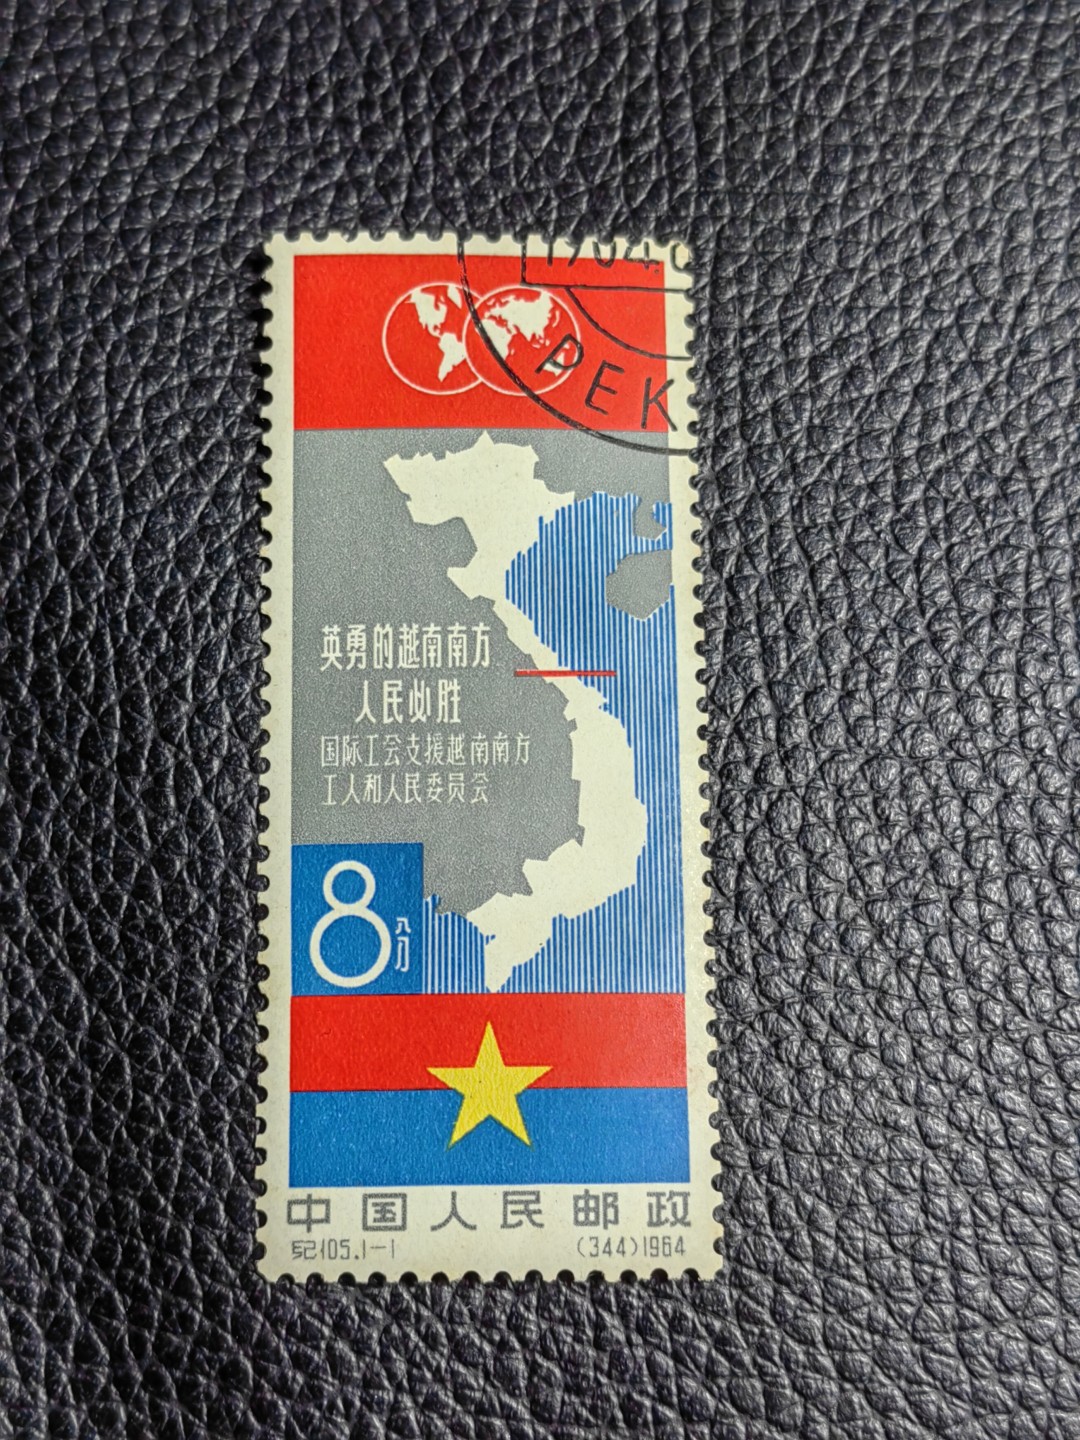 PEK
英勇的越南南方
人民必胜
国际工会支援越南南方
工人和人民委员会
8分
中国人民邮政
纪105.1-1 (344)1964